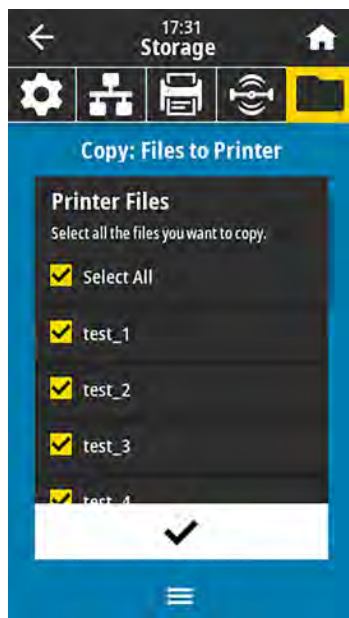 17:31
Storage
Copy: Files to Printer
Printer Files
Select all the files you want to copy.
Select All
test_1
test_2
test_3
test_4